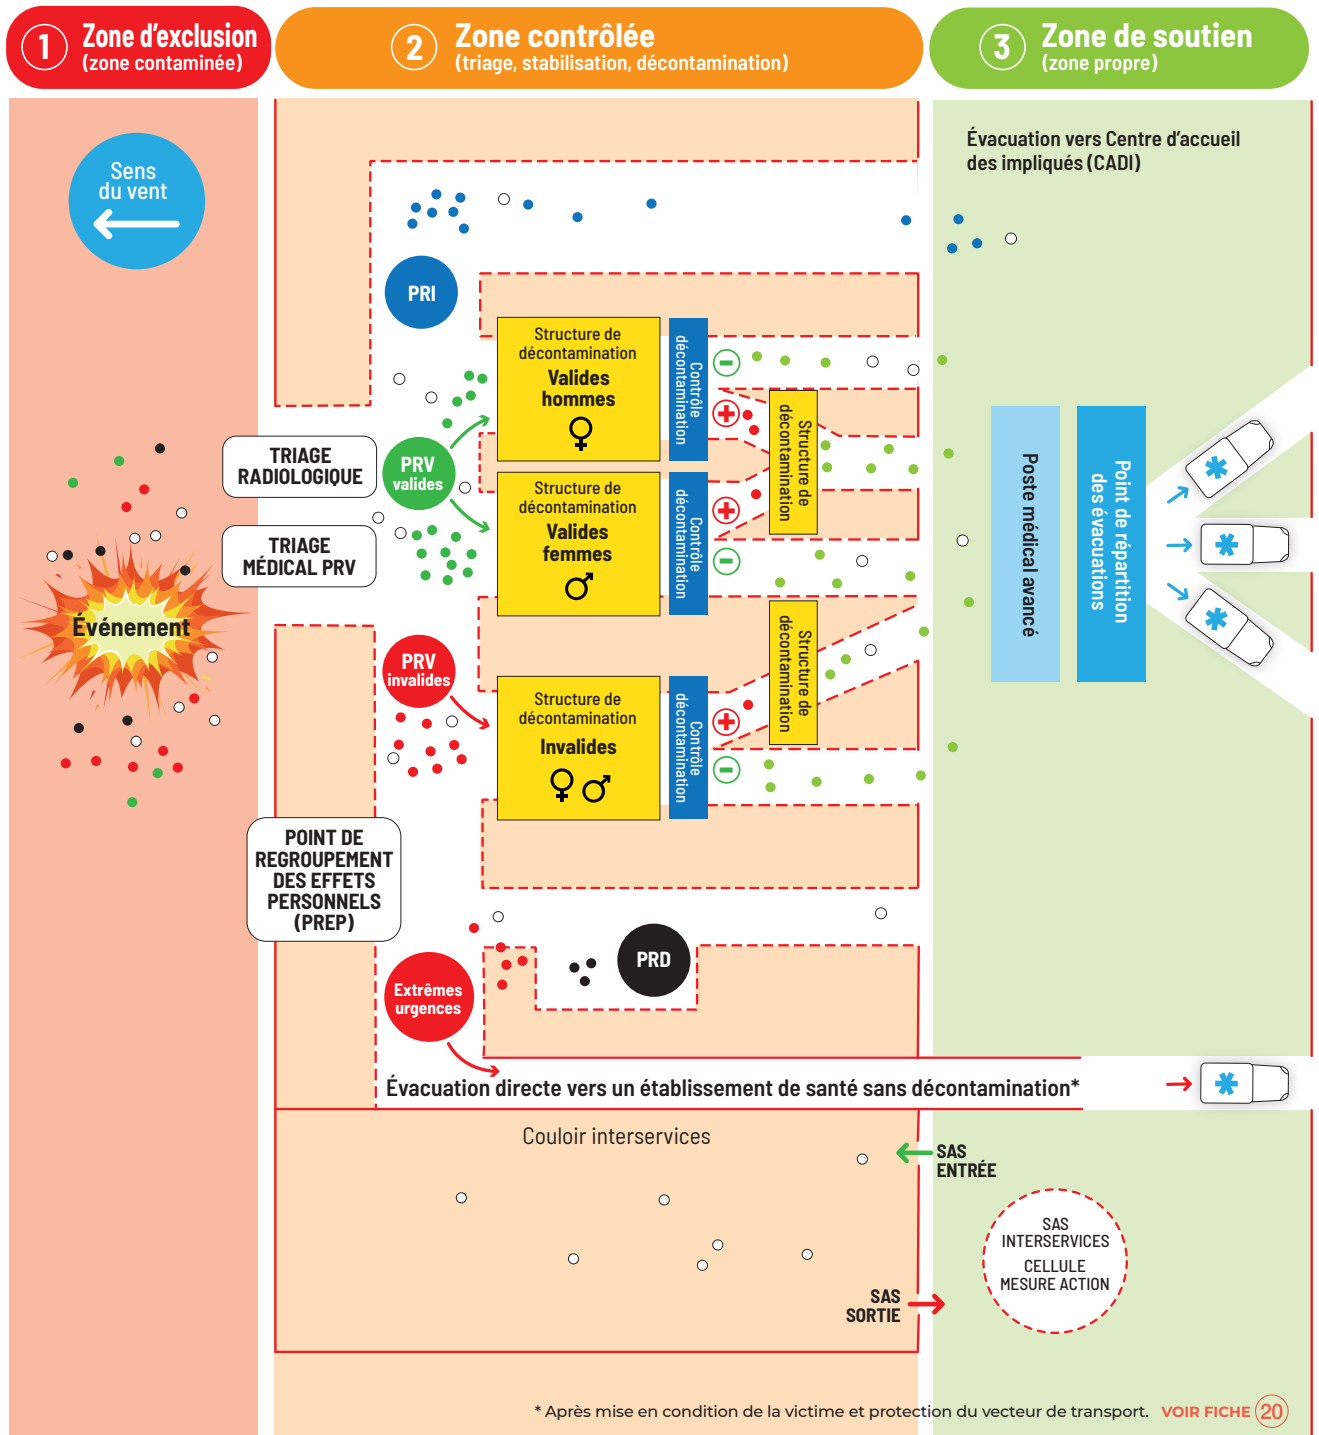 1
Zone d'exclusion
(zone contaminée)
2
Zone contrôlée
(triage, stabilisation, décontamination)
3
Zone de soutien
(zone propre)
Sens
du vent
Évacuation vers Centre d'accueil
des impliqués (CADI)
PRI
Structure de
décontamination
Valides
hommes
Contrôle
décontamination
TRIAGE
RADIOLOGIQUE
PRV
valides
Structure de
décontamination
TRIAGE
MÉDICAL PRV
Structure de
décontamination
Valides
femmes
Contrôle
décontamination
Poste médical avancé
Point de répartition
des évacuations
Événement
PRV
invalides
Structure de
décontamination
Invalides
Contrôle
décontamination
Structure de
décontamination
POINT DE
REGROUPEMENT
DES EFFETS
PERSONNELS
(PREP)
PRD
Extrêmes
urgences
Évacuation directe vers un établissement de santé sans décontamination*
Couloir interservices
SAS
ENTRÉE
SAS
INTERSERVICES
CELLULE
MESURE ACTION
SAS
SORTIE
* Après mise en condition de la victime et protection du vecteur de transport. VOIR FICHE 20